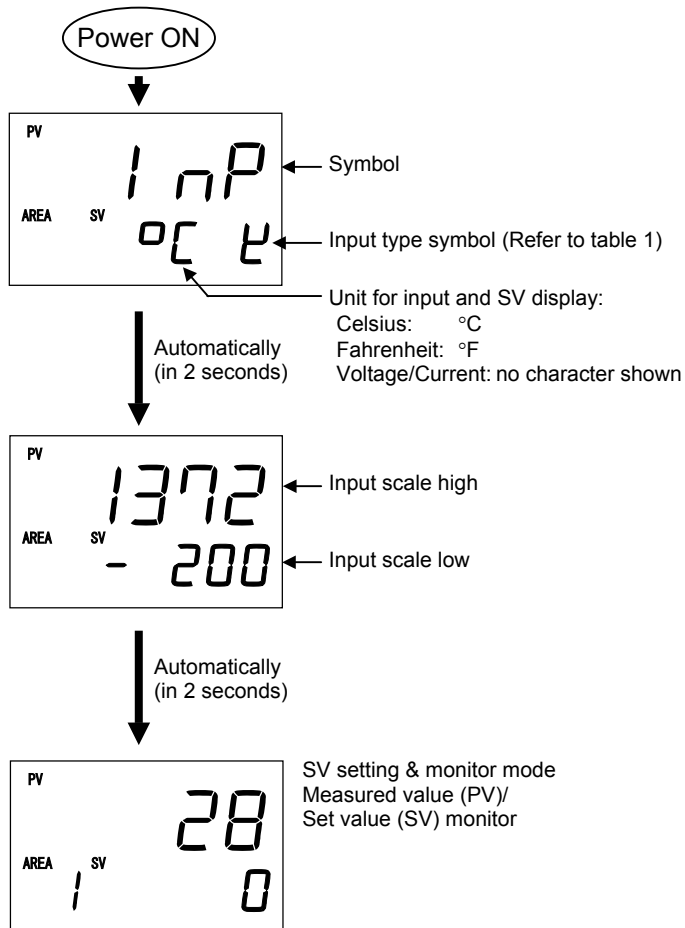 Power ON
PV
InP
Symbol
AREA SV
°C K
Input type symbol (Refer to table 1)
Unit for input and SV display:
Celsius: °C
Fahrenheit: °F
Voltage/Current: no character shown
Automatically
(in 2 seconds)
PV
1372
Input scale high
AREA SV
- 200
Input scale low
Automatically
(in 2 seconds)
PV
28
SV setting & monitor mode
Measured value (PV)/
Set value (SV) monitor
AREA SV
1 0